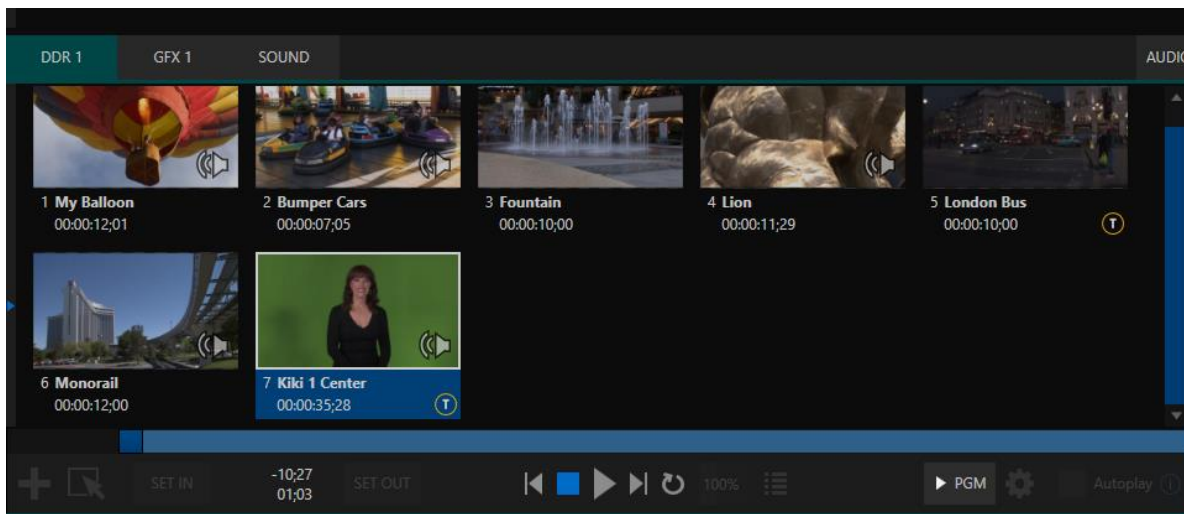 DDR 1 GFX 1 SOUND AUDIO
1 My Balloon 2 Bumper Cars 3 Fountain 4 Lion 5 London Bus
00:00:12;01 00:00:07;05 00:00:10;00 00:00:11;29 00:00:10;00 T
6 Monorail 7 Kiki 1 Center
00:00:12;00 00:00:35;28 T
SET IN -10;27 SET OUT 100% PGM Autoplay
01;03